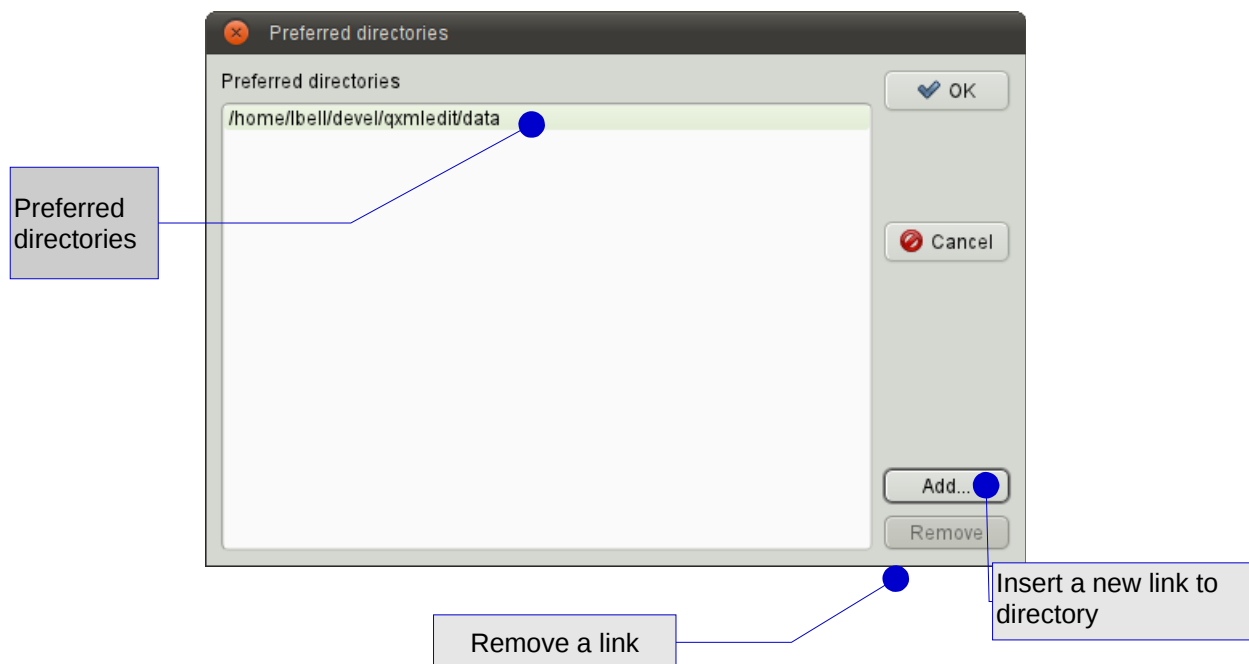 Preferred directories
Preferred directories
OK
/home/lbell/devel/qxmledit/data
Preferred
directories
Cancel
Add...
Remove
Insert a new link to
directory
Remove a link